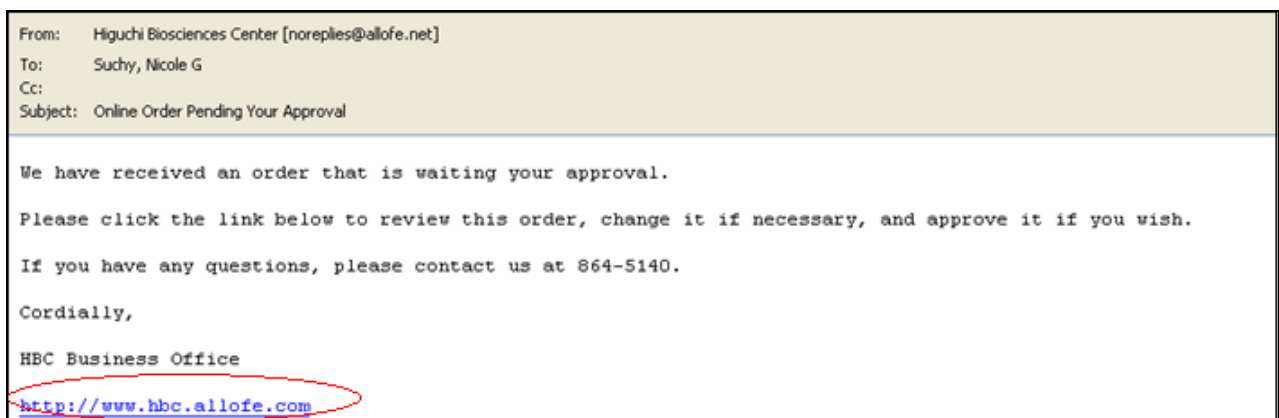 From: Higuchi Biosciences Center [noreplies@allofe.net]
To: Suchy, Nicole G
Cc:
Subject: Online Order Pending Your Approval
We have received an order that is waiting your approval.
Please click the link below to review this order, change it if necessary, and approve it if you wish.
If you have any questions, please contact us at 864-5140.
Cordially,
HBC Business Office
http://www.hbc.allofe.com